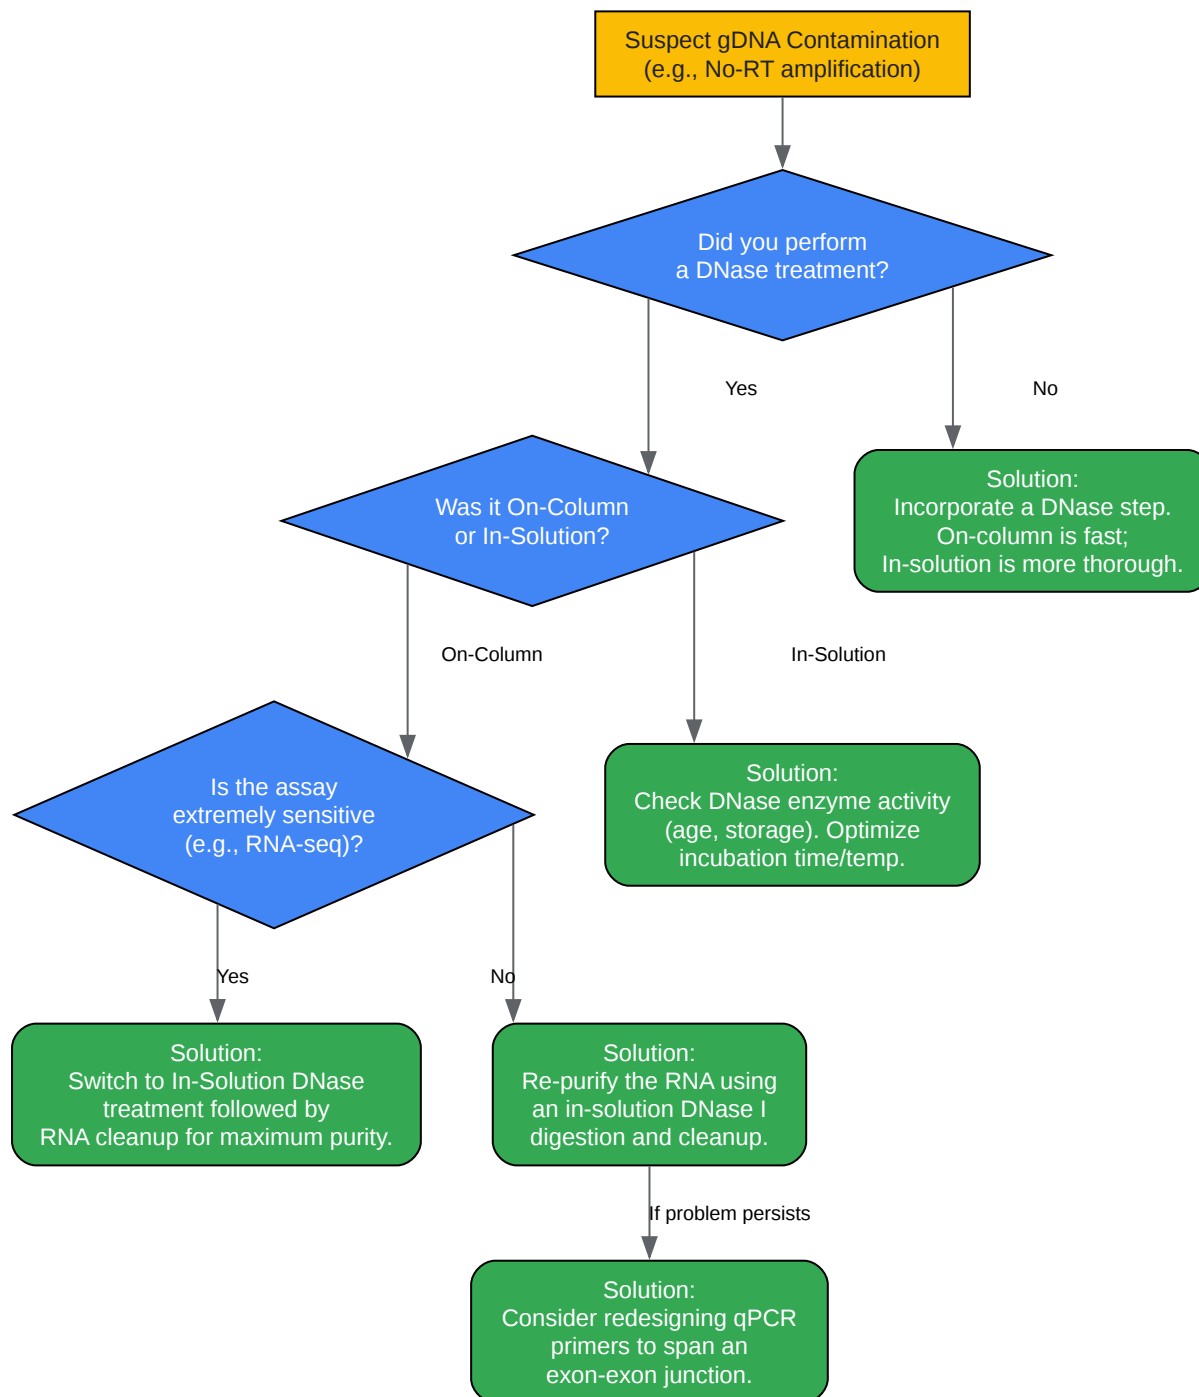 Suspect gDNA Contamination
(e.g., No-RT amplification)
Did you perform
a DNase treatment?
Yes
No
Was it On-Column
or In-Solution?
Solution:
Incorporate a DNase step.
On-column is fast;
In-solution is more thorough.
On-Column
In-Solution
Is the assay
extremely sensitive
(e.g., RNA-seq)?
Solution:
Check DNase enzyme activity
(age, storage). Optimize
incubation time/temp.
Yes
No
Solution:
Switch to In-Solution DNase
treatment followed by
RNA cleanup for maximum purity.
Solution:
Re-purify the RNA using
an in-solution DNase I
digestion and cleanup.
If problem persists
Solution:
Consider redesigning qPCR
primers to span an
exon-exon junction.